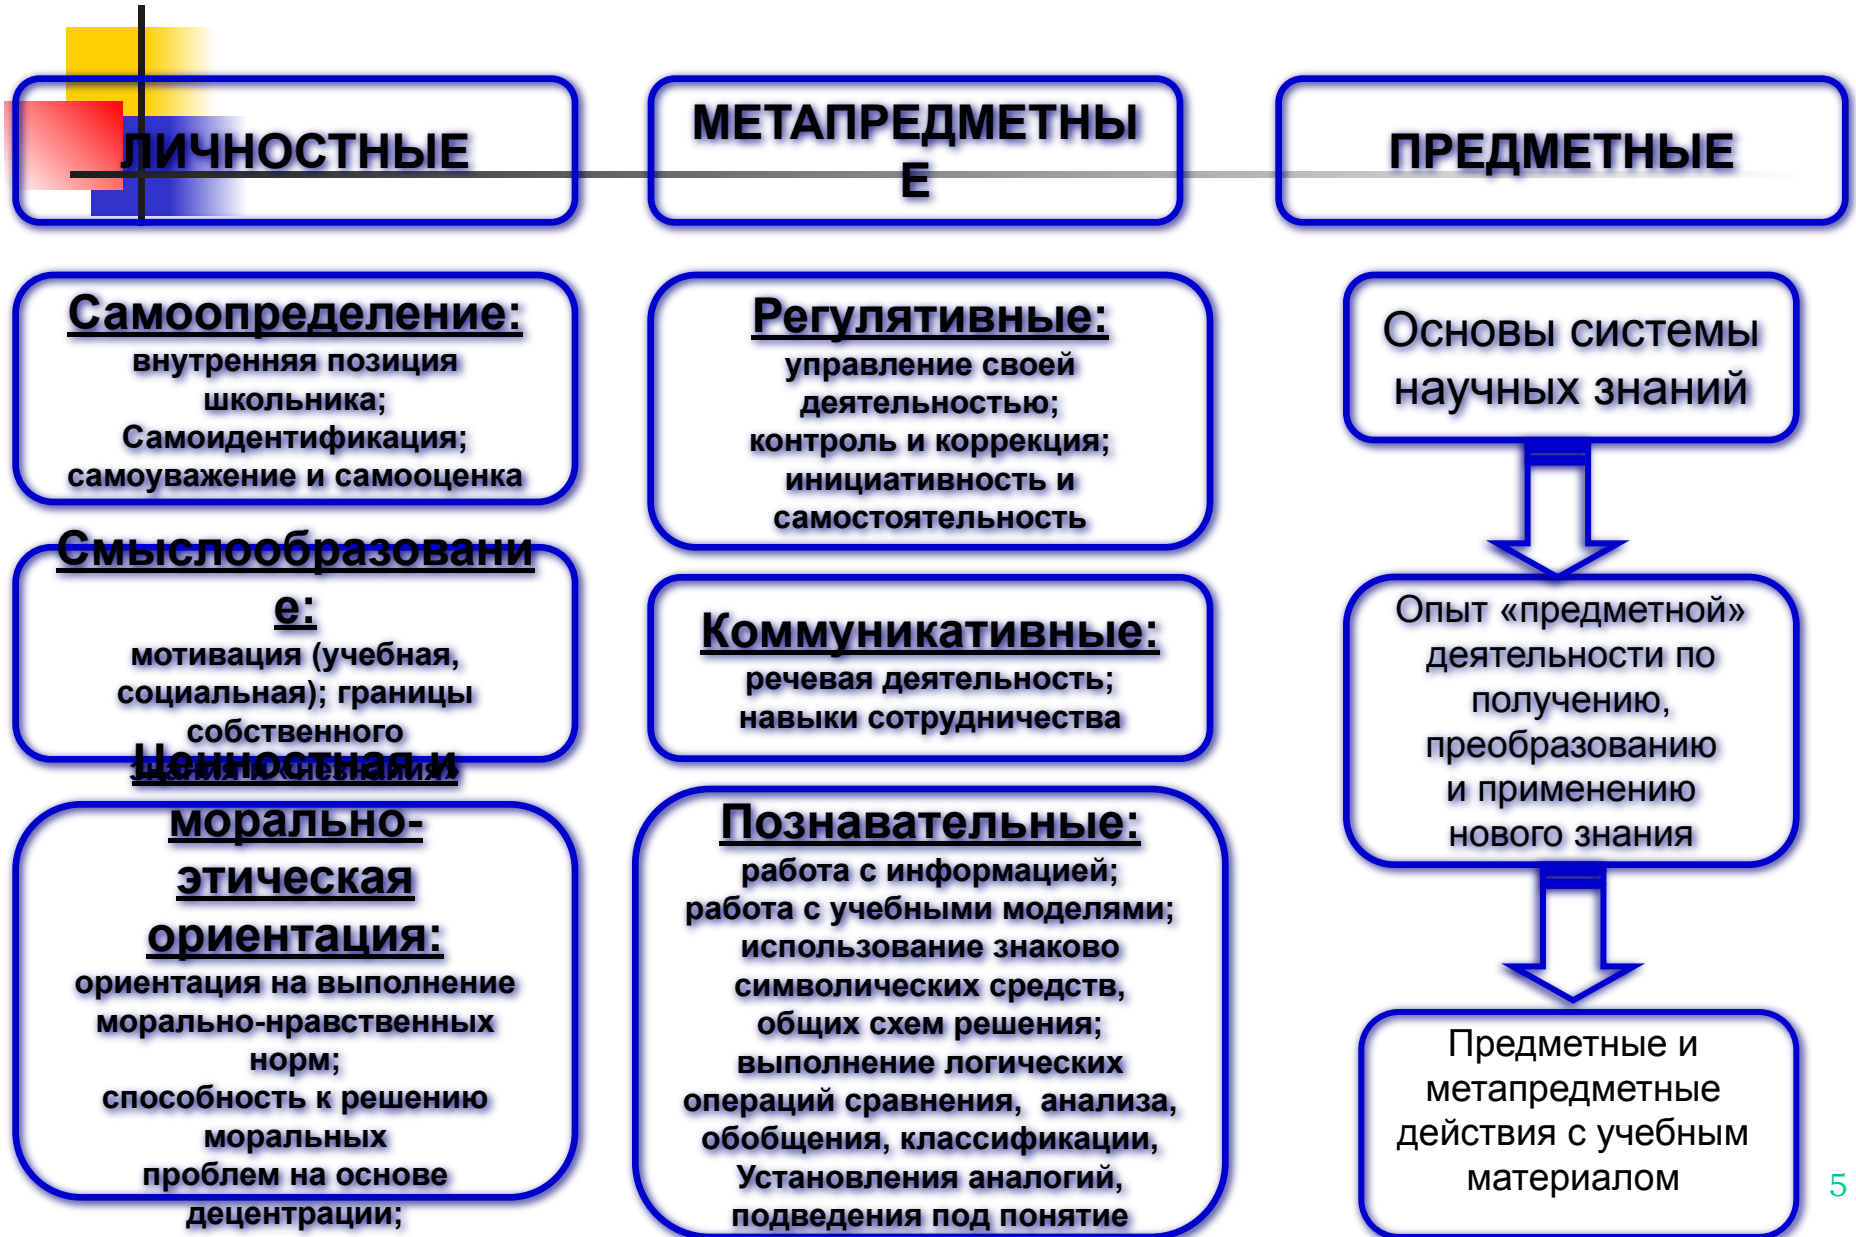 ЛИЧНОСТНЫЕ
Самоопределение:
внутренняя позиция
школьника;
Самоидентификация;
самоуважение и самооценка
Смыслообразовани
е:
мотивация (учебная,
социальная); границы
собственного
знания и «незнания»
Ценностная и
морально-
этическая
ориентация:
ориентация на выполнение
морально-нравственных
норм;
способность к решению
моральных
проблем на основе
децентрации;
МЕТАПРЕДМЕТНЫ
Е
Регулятивные:
управление своей
деятельностью;
контроль и коррекция;
инициативность и
самостоятельность
Коммуникативные:
речевая деятельность;
навыки сотрудничества
Познавательные:
работа с информацией;
работа с учебными моделями;
использование знаково
символических средств,
общих схем решения;
выполнение логических
операций сравнения, анализа,
обобщения, классификации,
Установления аналогий,
подведения под понятие
ПРЕДМЕТНЫЕ
Основы системы
научных знаний
Опыт «предметной»
деятельности по
получению,
преобразованию
и применению
нового знания
Предметные и
метапредметные
действия с учебным
материалом
5